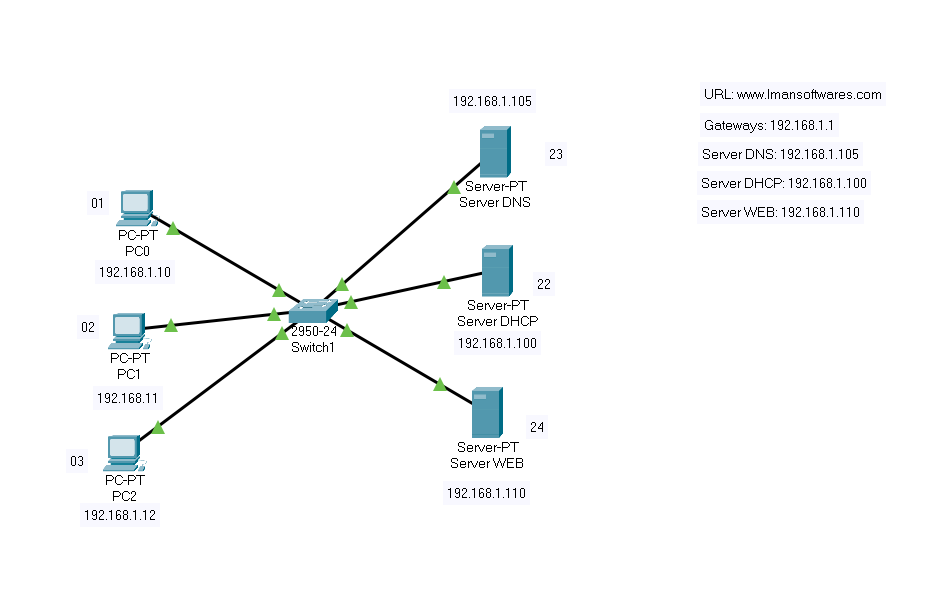 192.168.1.105
23
Server-PT
Server DNS
01
PC-PT
PC0
192.168.1.10
02
PC-PT
PC1
192.168.11
03
PC-PT
PC2
192.168.1.12
2950-24
Switch1
22
Server-PT
Server DHCP
192.168.1.100
24
Server-PT
Server WEB
192.168.1.110
URL: www.lmansoftwares.com
Gateways: 192.168.1.1
Server DNS: 192.168.1.105
Server DHCP: 192.168.1.100
Server WEB: 192.168.1.110